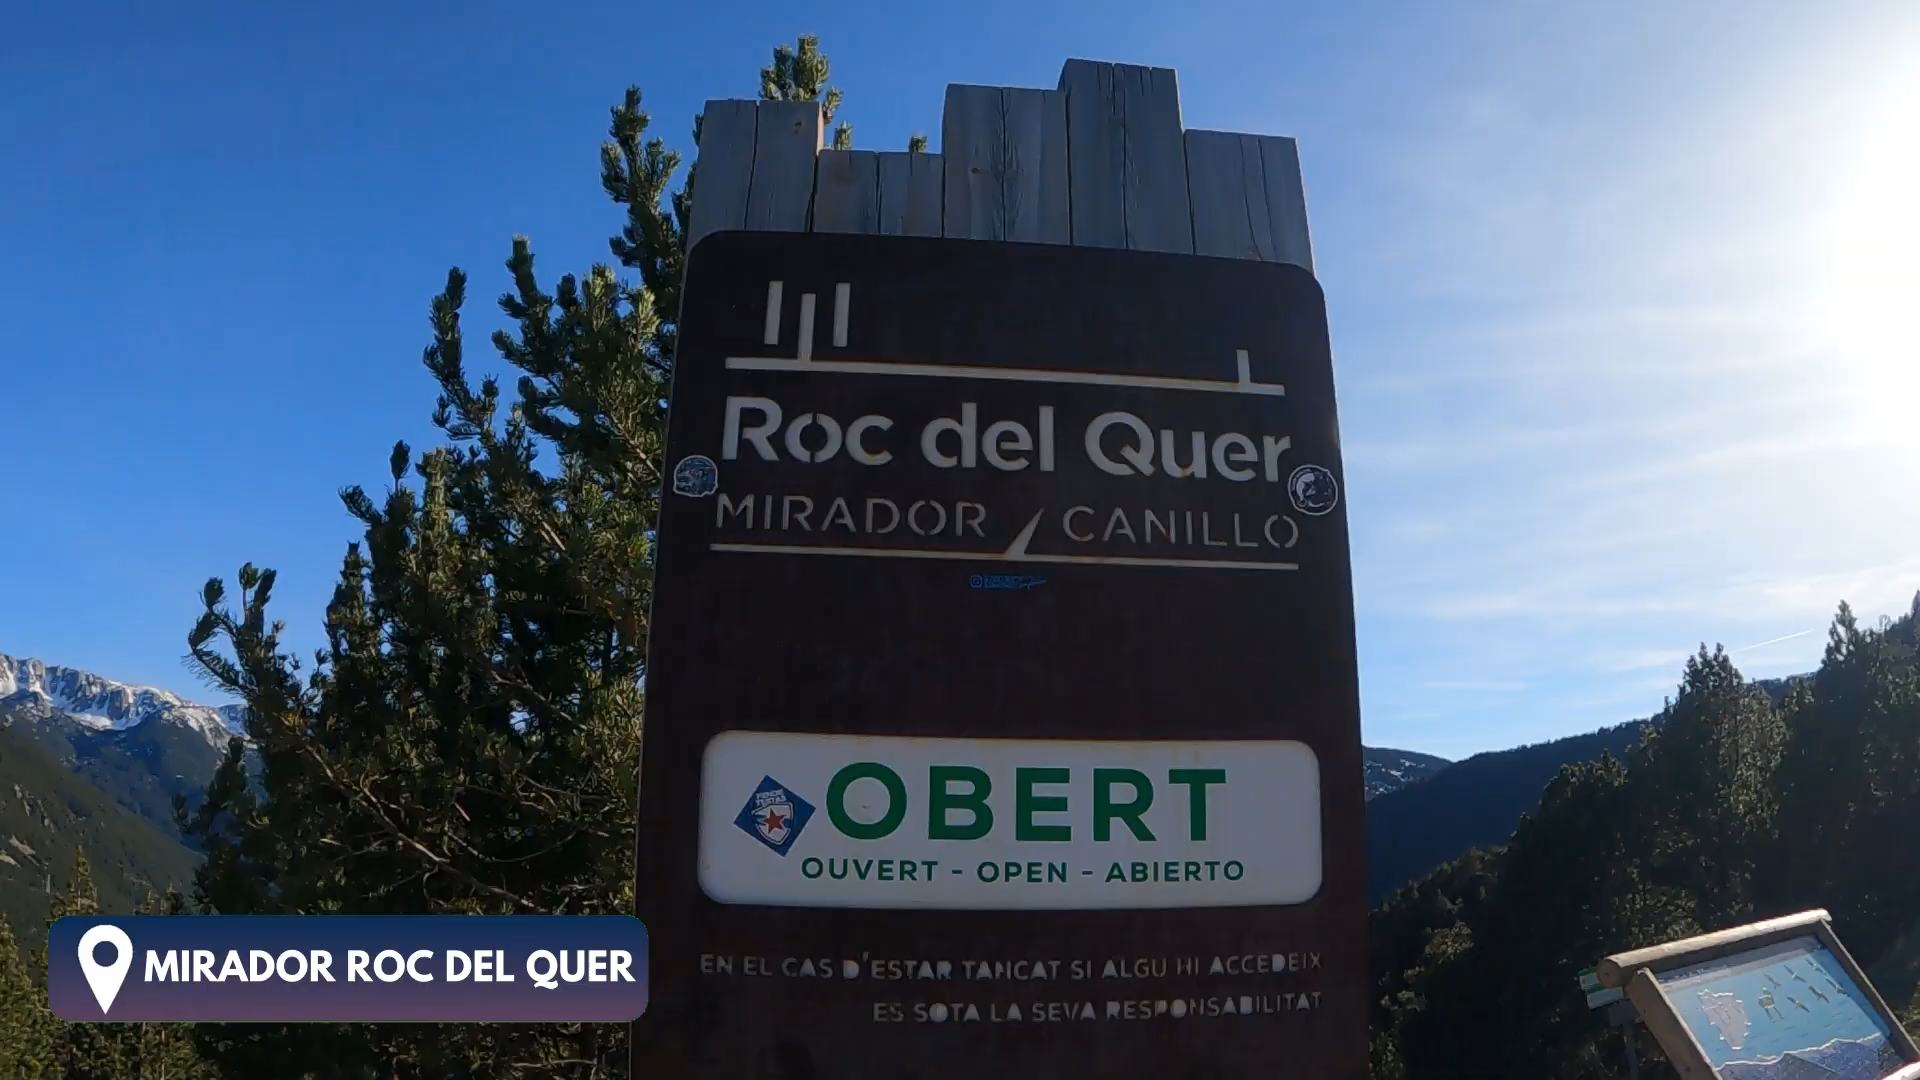 Roc del Quer
MIRADOR CANILLO
OBERT
OUVERT - OPEN - ABIERTO
EN EL CAS D'ESTAR TANCAT SI ALGU HI ACCEDEIX
ES SOTA LA SEVA RESPONSABILITAT
MIRADOR ROC DEL QUER